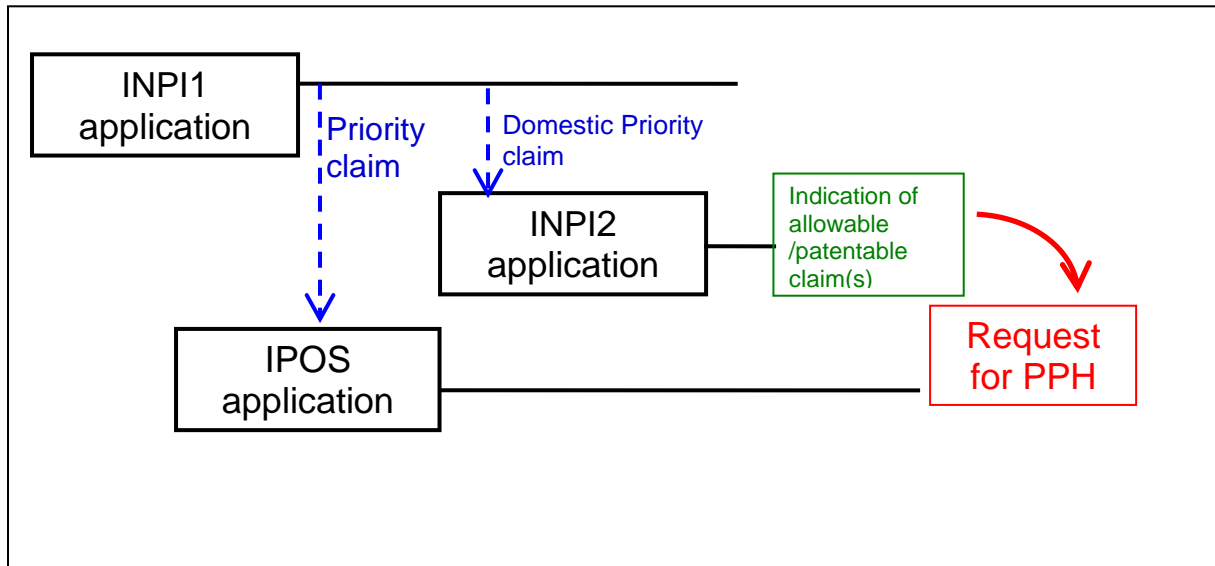 INPI1
application
Priority
claim
Domestic Priority
claim
INPI2
application
Indication of
allowable
/patentable
claim(s)
IPOS
application
Request
for PPH